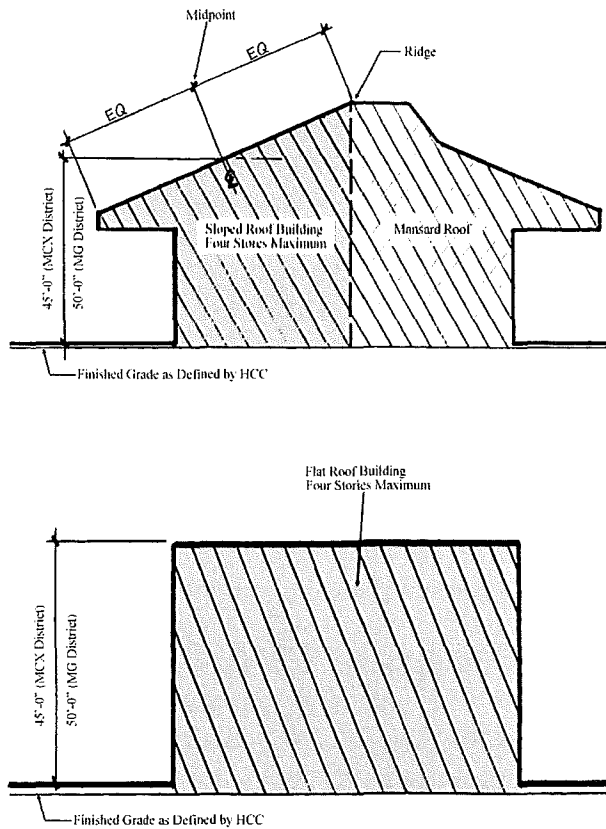 Midpoint
EQ
EQ
Ridge
45'-0" (MCX District)
50'-0" (MG District)
Sloped Roof Building
Four Stores Maximum
Mansard Roof
Finished Grade as Defined by HCC
Flat Roof Building
Four Stories Maximum
45'-0" (MCX District)
50'-0" (MG District)
Finished Grade as Defined by HCC